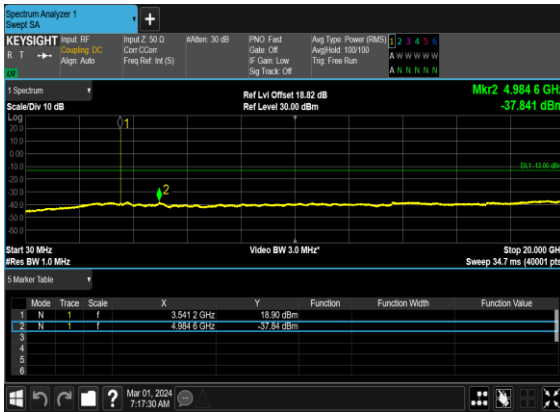 Spectrum Analyzer 1
Swept SA
KEYSIGHT Input: RF Input Z: 50 Ω #Atten: 30 dB PNO: Fast Avg Type: Power (RMS) 1 2 3 4 5 6
R T Coupling: DC Corr CCorr Gate: Off Avg|Hold: 100/100 A W W W W W
Align: Auto Freq Ref: Int (S) IF Gain: Low Trig: Free Run
LW Sig Track: Off A N N N N N
1 Spectrum Ref Lvl Offset 18.82 dB Mkr2 4.984 6 GHz
Scale/Div 10 dB Ref Level 30.00 dBm -37.841 dBm
Log
20.0
10.0
0.00
-10.0
DL1 -13.00 dBm
-20.0
-30.0
-40.0
-50.0
-60.0
1
2
Start 30 MHz Video BW 3.0 MHz* Stop 20.000 GH
#Res BW 1.0 MHz Sweep 34.7 ms (40001 pts
5 Marker Table
Mode Trace Scale X Y Function Function Width Function Value
1 N 1 f 3.541 2 GHz 18.90 dBm
2 N 1 f 4.984 6 GHz -37.84 dBm
3
4
5
6
? Mar 01, 2024
7:17:30 AM